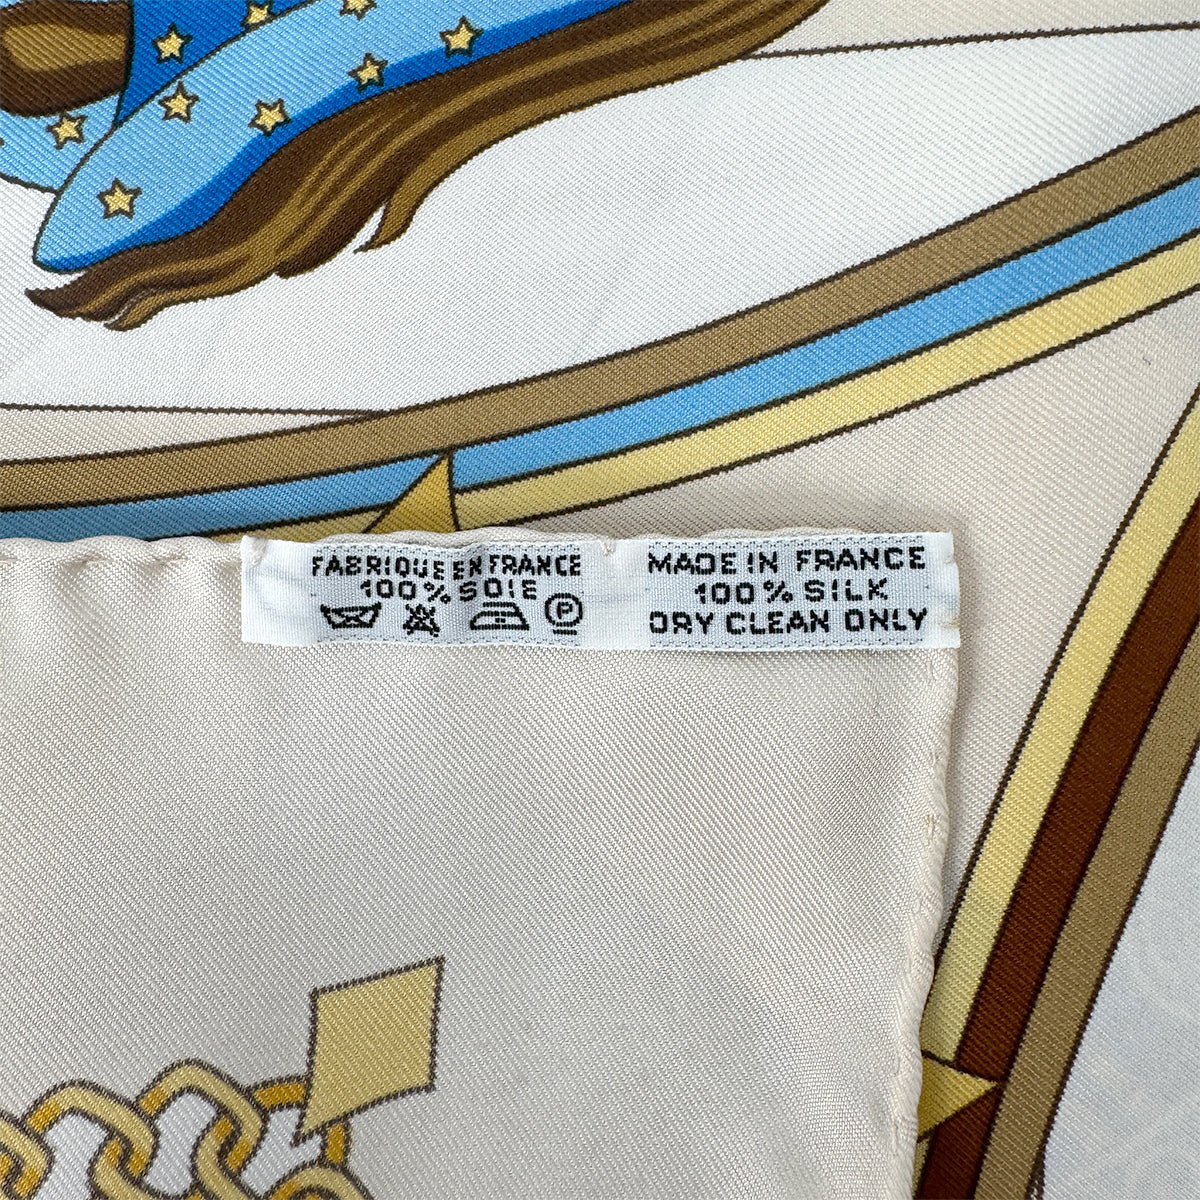 FABRIQUE EN FRANCE
100% SOIE
P
MADE IN FRANCE
100% SILK
DRY CLEAN ONLY